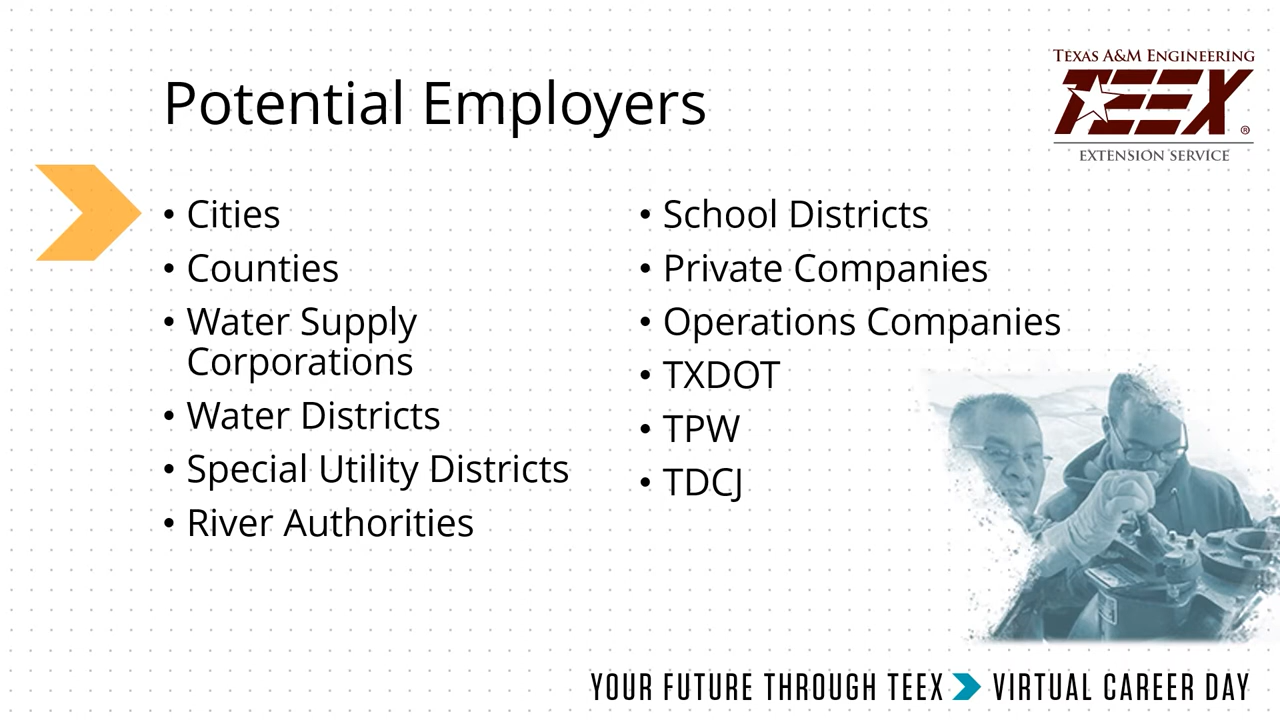 TEXAS A&M ENGINEERING
TEEX®
EXTENSION SERVICE
Potential Employers
• Cities
• Counties
• Water Supply
Corporations
• Water Districts
• Special Utility Districts
• River Authorities
• School Districts
• Private Companies
• Operations Companies
• TXDOT
• TPW
• TDCJ
YOUR FUTURE THROUGH TEEX VIRTUAL CAREER DAY